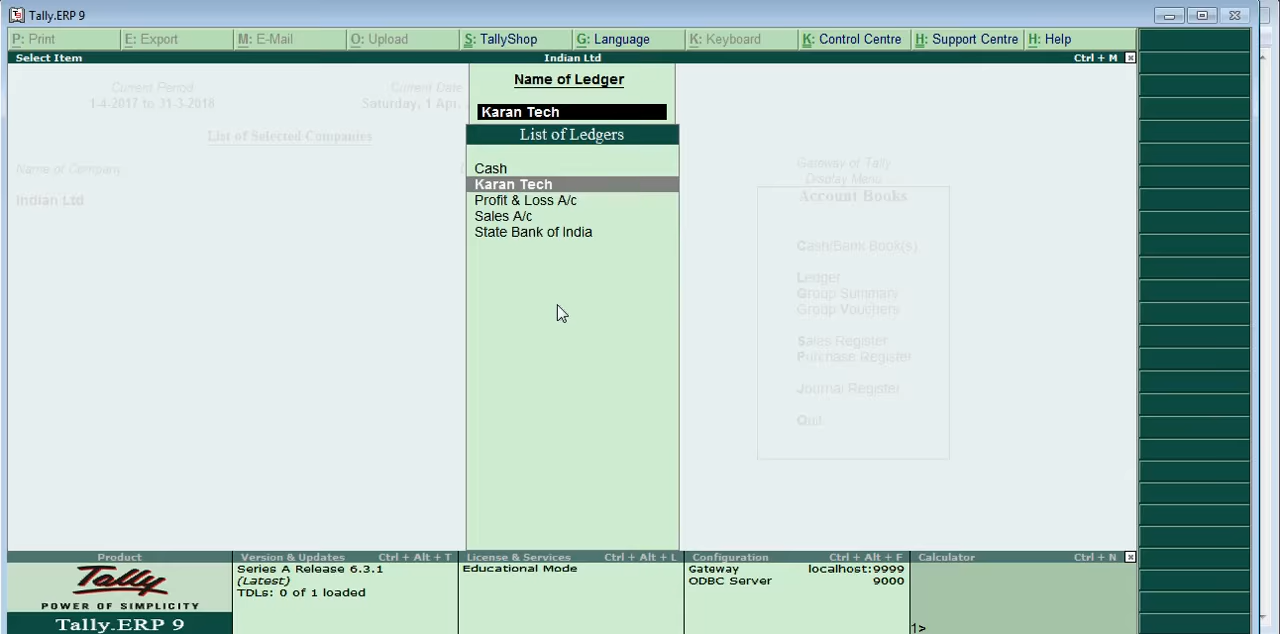 Tally.ERP 9
P: Print E: Export M: E-Mail O: Upload S: TallyShop G: Language K: Keyboard K: Control Centre H: Support Centre H: Help
Select Item Indian Ltd Ctrl + M
Name of Ledger
Karan Tech
List of Ledgers
Cash
Karan Tech
Profit & Loss A/c
Sales A/c
State Bank of India
Current Period Current Date
1-4-2017 to 31-3-2018 Saturday, 1 Apr,
List of Selected Companies
Name of Company
Indian Ltd
Gateway of Tally
Display Menu
Account Books
Cash/Bank Book(s)
Ledger
Group Summary
Group Vouchers
Sales Register
Purchase Register
Journal Register
Quit
Product
Tally
POWER OF SIMPLICITY
Tally.ERP 9
Version & Updates Ctrl + Alt + T
Series A Release 6.3.1
(Latest)
TDLs: 0 of 1 loaded
License & Services Ctrl + Alt + L
Educational Mode
Configuration Ctrl + Alt + F
Gateway localhost:9999
ODBC Server 9000
Calculator Ctrl + N
1>